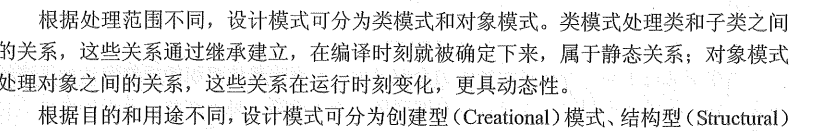 根据处理范围不同，设计模式可分为类模式和对象模式。类模式处理类和子类之间
的关系，这些关系通过继承建立，在编译时刻就被确定下来，属于静态关系；对象模式
处理对象之间的关系，这些关系在运行时刻变化，更具动态性。
根据目的和用途不同，设计模式可分为创建型（Creational）模式、结构型（Structural）